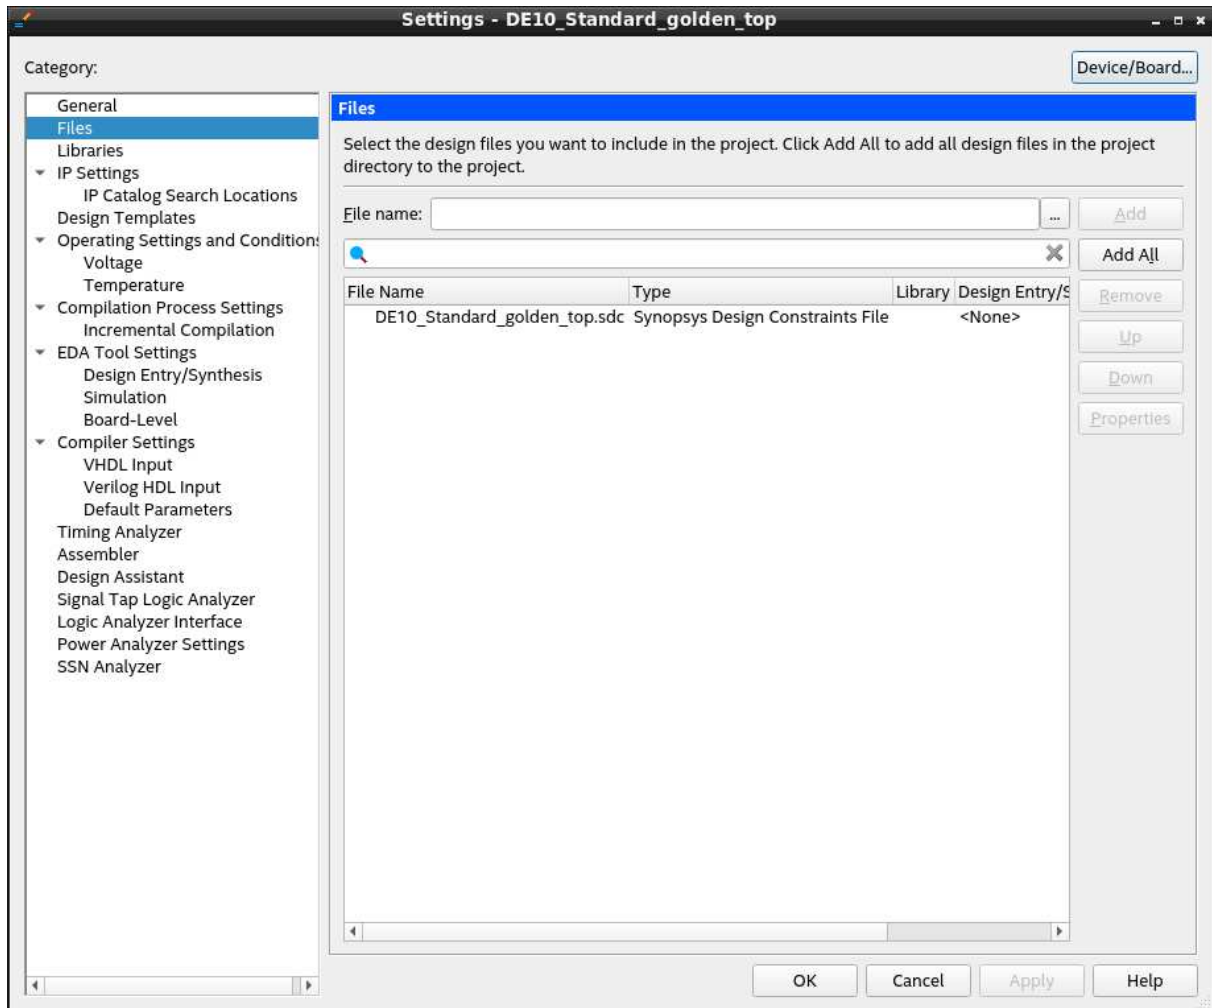 Settings - DE10_Standard_golden_top
Category:
Device/Board...
General
Files
Libraries
IP Settings
IP Catalog Search Locations
Design Templates
Operating Settings and Conditions
Voltage
Temperature
Compilation Process Settings
Incremental Compilation
EDA Tool Settings
Design Entry/Synthesis
Simulation
Board-Level
Compiler Settings
VHDL Input
Verilog HDL Input
Default Parameters
Timing Analyzer
Assembler
Design Assistant
Signal Tap Logic Analyzer
Logic Analyzer Interface
Power Analyzer Settings
SSN Analyzer
Files
Select the design files you want to include in the project. Click Add All to add all design files in the project
directory to the project.
File name: ... Add
Add All
File Name Type Library Design Entry/S
DE10_Standard_golden_top.sdc Synopsys Design Constraints File <None>
Remove
Up
Down
Properties
OK Cancel Apply Help